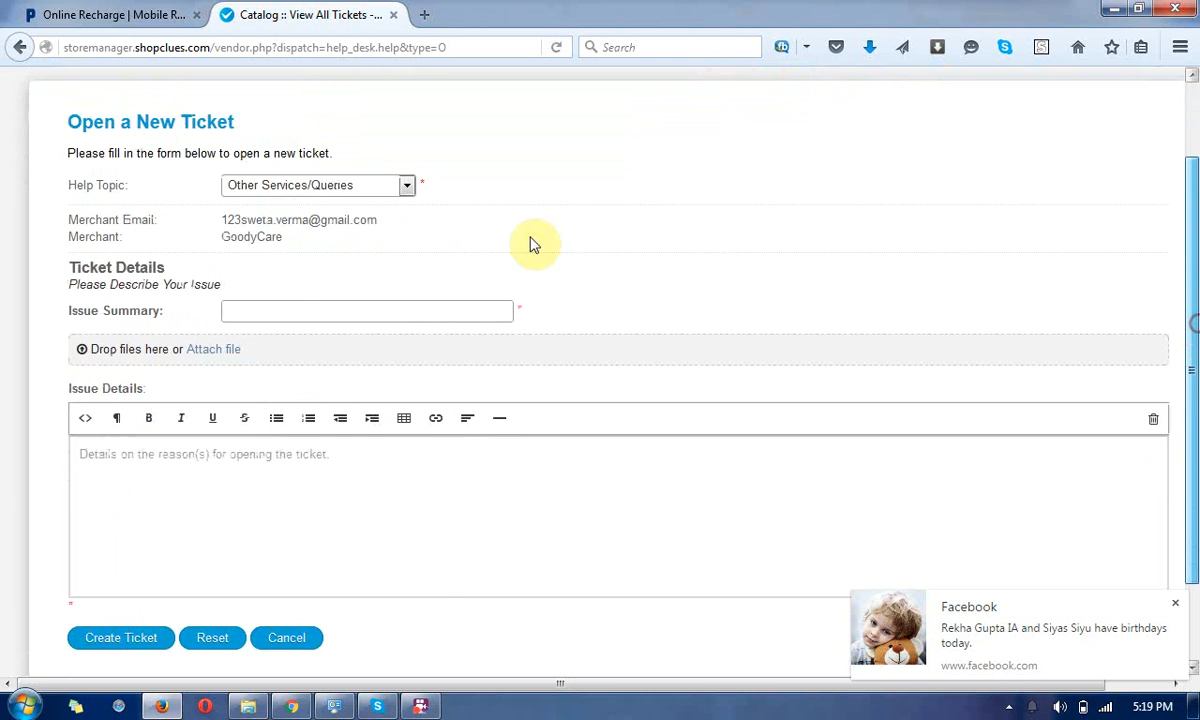 Online Recharge | Mobile R...
Catalog :: View All Tickets -...
storemanager.shopclues.com/vendor.php?dispatch=help_desk.help&type=O
Search
Open a New Ticket
Please fill in the form below to open a new ticket.
Help Topic:
Other Services/Queries
*
Merchant Email:
123sweta.verma@gmail.com
Merchant:
GoodyCare
Ticket Details
Please Describe Your Issue
Issue Summary:
*
Drop files here or Attach file
Issue Details:
Details on the reason(s) for opening the ticket.
*
Create Ticket
Reset
Cancel
Facebook
Rekha Gupta IA and Siyas Siyu have birthdays
today.
www.facebook.com
5:19 PM